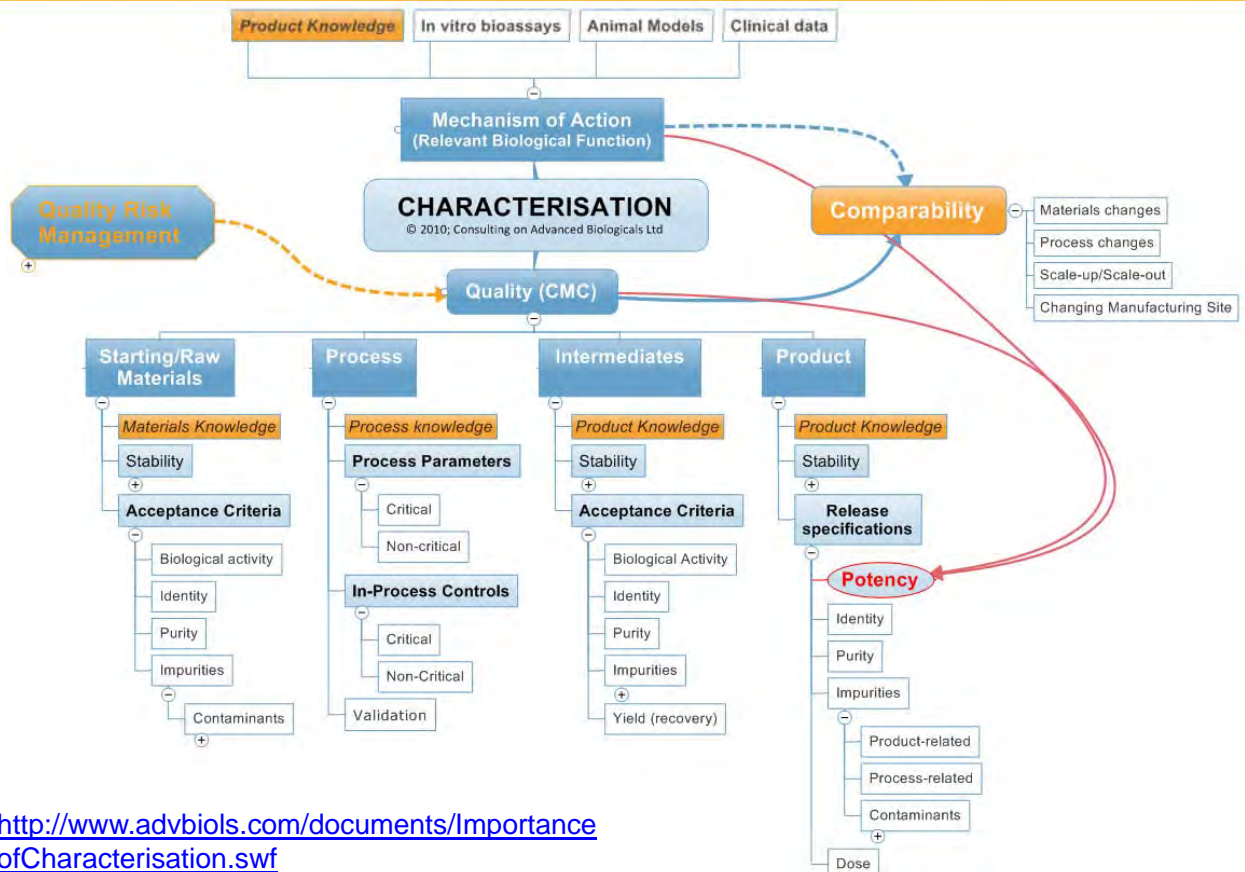 Product Knowledge
In vitro bioassays
Animal Models
Clinical data
Mechanism of Action
(Relevant Biological Function)
CHARACTERISATION
© 2010; Consulting on Advanced Biologicals Ltd
Quality Risk
Management
Comparability
Materials changes
Process changes
Scale-up/Scale-out
Changing Manufacturing Site
Quality (CMC)
Starting/Raw
Materials
Materials Knowledge
Stability
Acceptance Criteria
Biological activity
Identity
Purity
Impurities
Contaminants
Process
Process knowledge
Process Parameters
Critical
Non-critical
In-Process Controls
Critical
Non-Critical
Validation
Intermediates
Product Knowledge
Stability
Acceptance Criteria
Biological Activity
Identity
Purity
Impurities
Yield (recovery)
Product
Product Knowledge
Stability
Release
specifications
Potency
Identity
Purity
Impurities
Product-related
Process-related
Contaminants
Dose
http://www.advbiols.com/documents/Importance
ofCharacterisation.swf